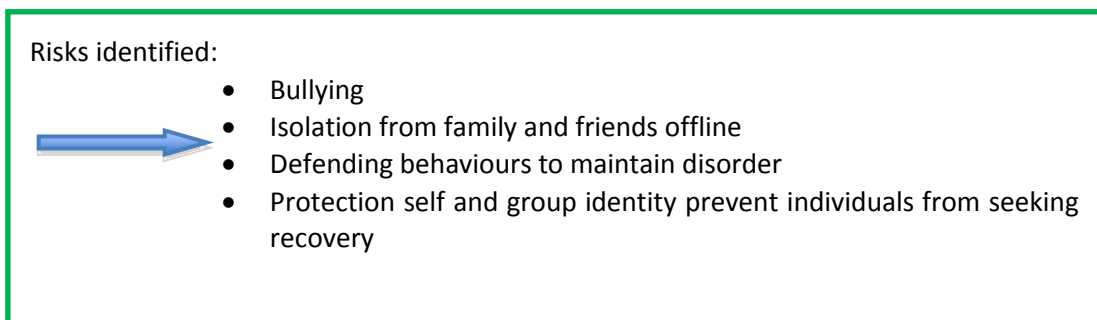 Risks identified:
• Bullying
• Isolation from family and friends offline
• Defending behaviours to maintain disorder
• Protection self and group identity prevent individuals from seeking
recovery